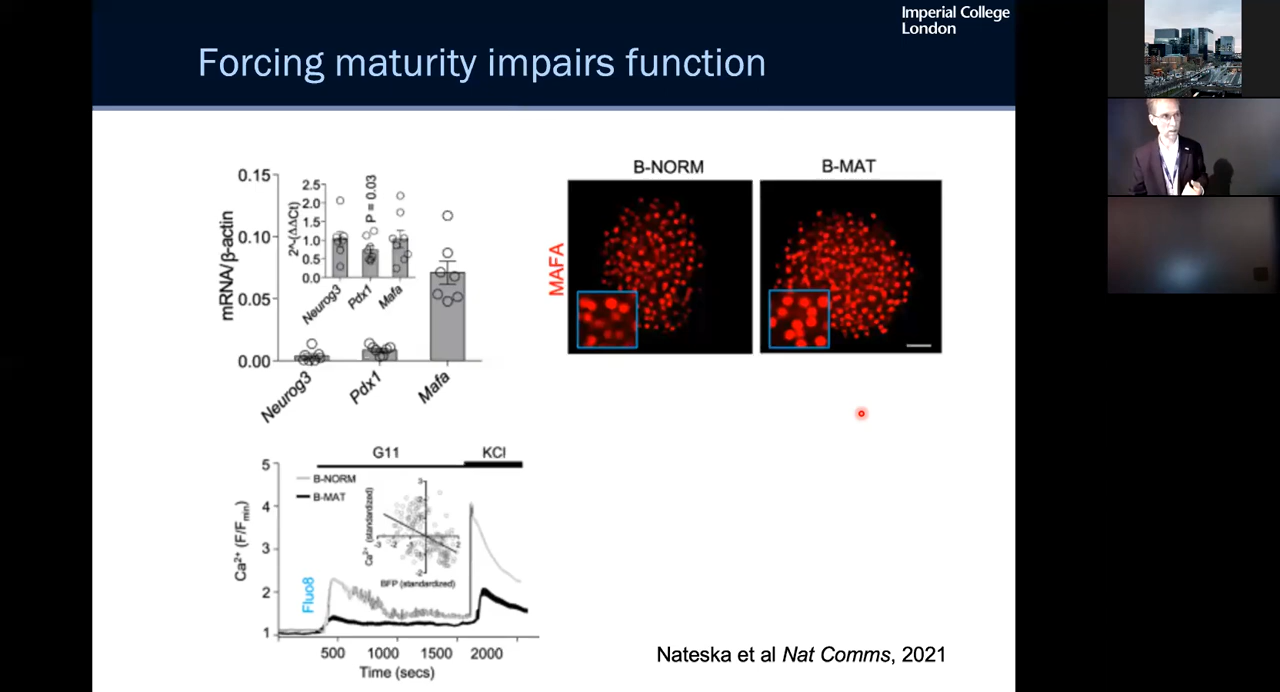 Imperial College
London
Forcing maturity impairs function
mRNA/β-actin
0.15
0.10
0.05
0.00
2^-(ΔΔCt)
2.5
2.0
1.5
1.0
0.5
0.0
P = 0.03
Neurog3
Pdx1
Mafa
Neurog3
Pdx1
Mafa
B-NORM
B-MAT
MAFA
G11
KCl
B-NORM
B-MAT
Ca²⁺ (F/Fmin)
5
4
3
2
1
Fluo8
Ca²⁺ (standardized)
BFP (standardized)
500
1000
1500
2000
Time (secs)
Nateska et al Nat Comms, 2021